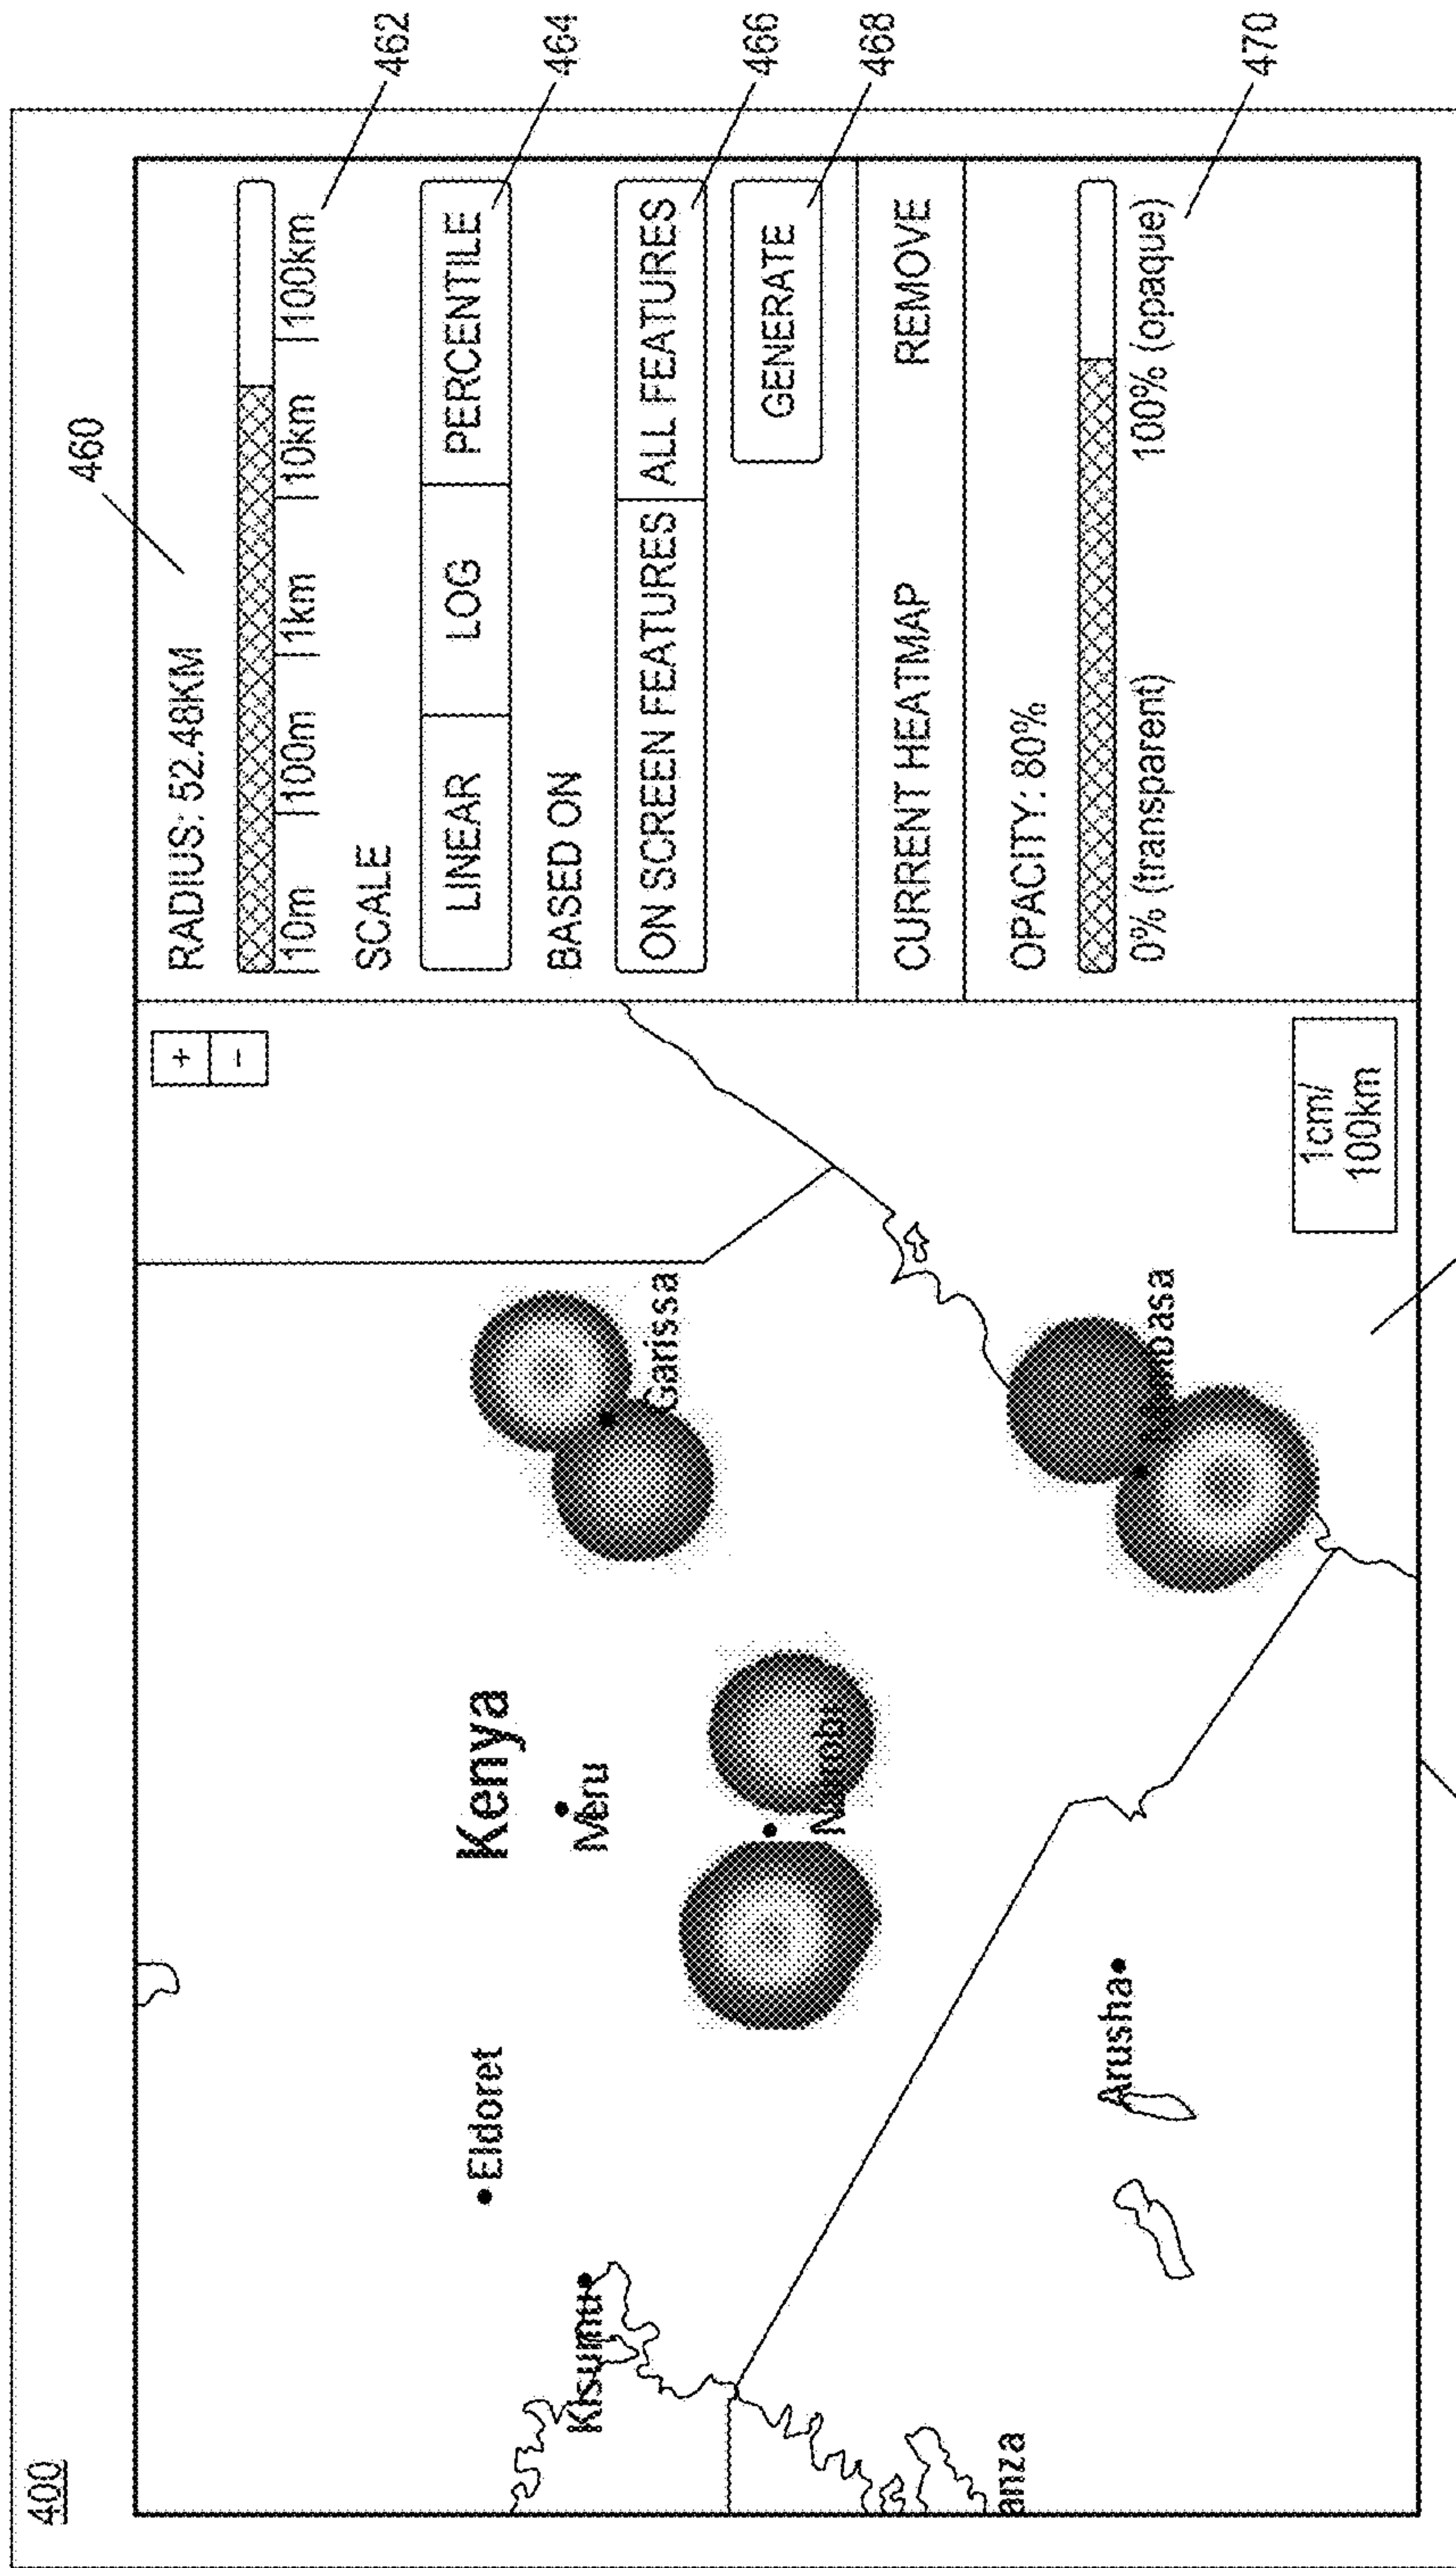 400
460
RADIUS: 52.48KM
10m |100m |1km |10km |100km
462
SCALE
LINEAR LOG PERCENTILE
464
BASED ON
ON SCREEN FEATURES ALL FEATURES
466
GENERATE
468
CURRENT HEATMAP REMOVE
OPACITY: 80%
0% (transparent) 100% (opaque)
470
+
-
Kenya
Eldoret
Meru
Kisumu
Garissa
Nairobi
Arusha
Mombasa
anza
1cm/
100km